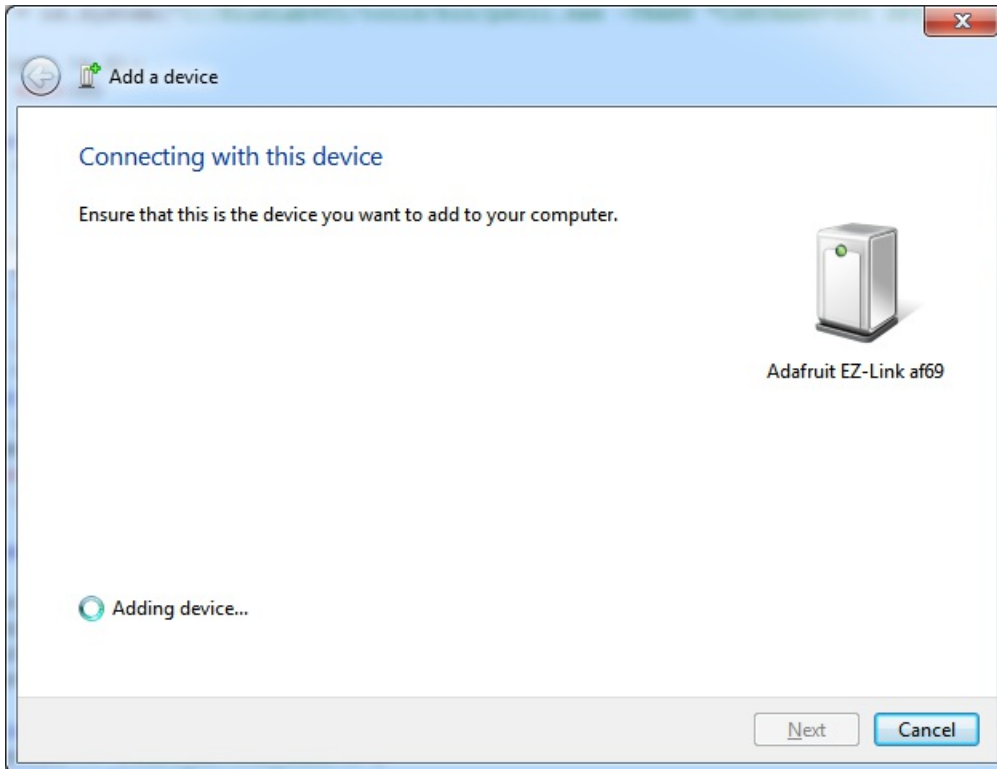 Add a device
Connecting with this device
Ensure that this is the device you want to add to your computer.
Adafruit EZ-Link af69
Adding device...
Next
Cancel